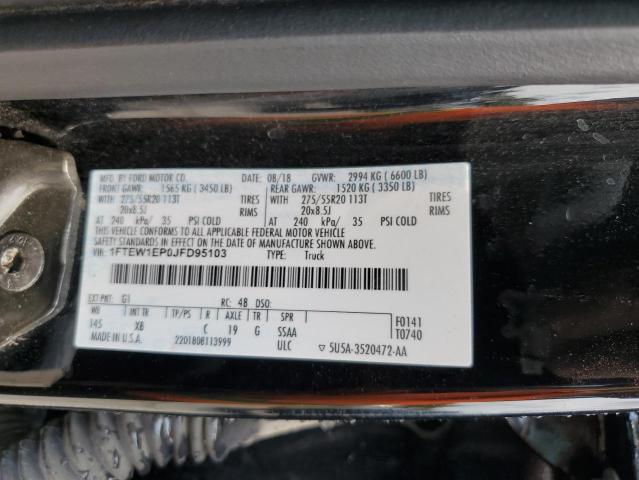 MFD. BY FORD MOTOR CO. DATE: 08/18 GVWR: 2994 KG ( 6600 LB)
FRONT GAWR: 1565 KG ( 3450 LB) REAR GAWR: 1520 KG ( 3350 LB)
WITH 275/55R20 113T TIRES WITH 275/55R20 113T TIRES
20x8.5J RIMS 20x8.5J RIMS
AT 240 kPa/ 35 PSI COLD AT 240 kPa/ 35 PSI COLD
THIS VEHICLE CONFORMS TO ALL APPLICABLE FEDERAL MOTOR VEHICLE
SAFETY STANDARDS IN EFFECT ON THE DATE OF MANUFACTURE SHOWN ABOVE.
VIN: 1FTEW1EP0JFD95103 TYPE: Truck
EXT PNT: G1 RC: 48 DSO:
WB INT TR TP/PS R AXLE TR SPR F0141
145 XB C 19 G SSAA T0740
MADE IN U.S.A. 2201808113999 ULC 5U5A-3520472-AA